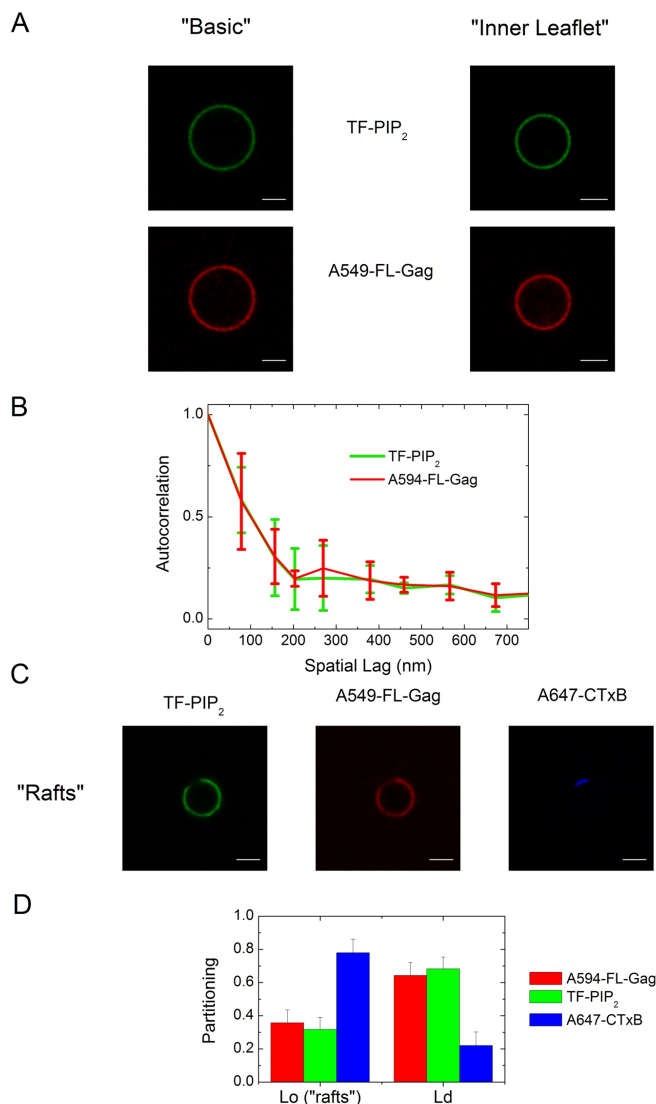 A
"Basic"
"Inner Leaflet"
TF-PIP₂
A549-FL-Gag
B
1.0
0.5
0.0
Autocorrelation
TF-PIP₂
A594-FL-Gag
0 100 200 300 400 500 600 700
Spatial Lag (nm)
C
TF-PIP₂
A549-FL-Gag
A647-CTxB
"Rafts"
D
1.0
0.8
0.6
0.4
0.2
0.0
Partitioning
A594-FL-Gag
TF-PIP₂
A647-CTxB
Lo ("rafts") Ld